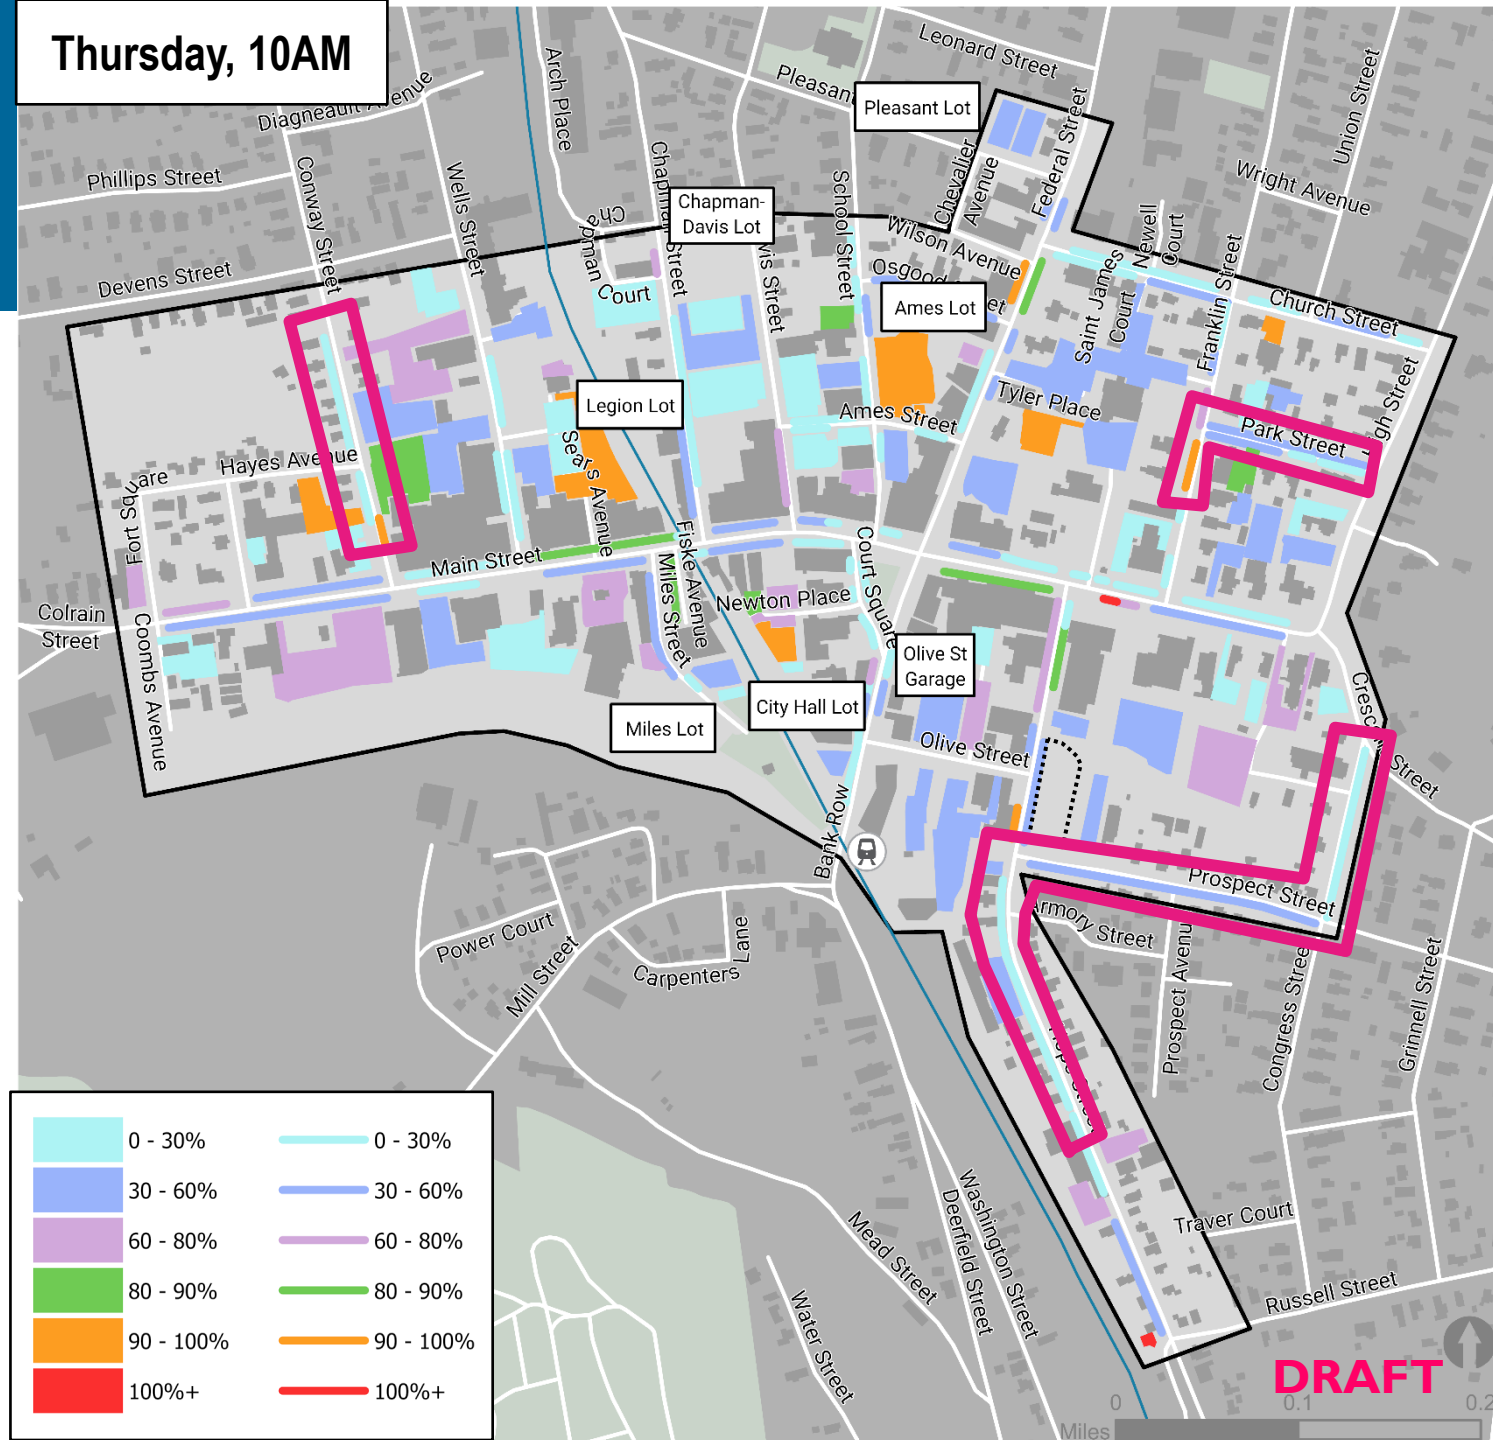 Thursday, 10AM
Leonard Street
Arch Place
Pleasant
Pleasant Lot
Diagneault Avenue
Federal Street
Union Street
Phillips Street
Conway Street
Wells Street
School Street
Chevalier
Avenue
Wright Avenue
Chapman-
Davis Lot
Chapman
Court
Street
Wilson Avenue
Newell
Court
Devens Street
Osgood
Ames Lot
Saint James
Court
Franklin Street
Church Street
Legion Lot
Ames Street
Tyler Place
Park Street
Hayes Avenue
Sears Avenue
Fort Square
Main Street
Fiske Avenue
Miles Street
Court Square
Newton Place
Colrain
Street
Coombs Avenue
Olive St
Garage
City Hall Lot
Miles Lot
Olive Street
Street
Bank Row
Prospect Street
Armory Street
Power Court
Mill Street
Carpenters Lane
Prospect Avenue
Congress Street
Grinnell Street
0 - 30%
0 - 30%
30 - 60%
30 - 60%
60 - 80%
60 - 80%
80 - 90%
80 - 90%
90 - 100%
90 - 100%
100%+
100%+
Washington Street
Deerfield Street
Mead Street
Water Street
Traver Court
Russell Street
DRAFT
0
0.1
0.2
Miles